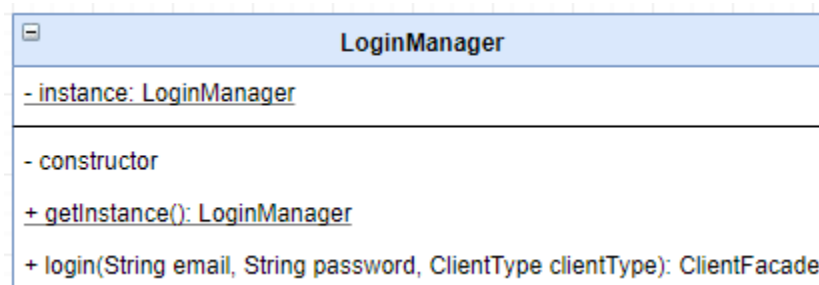 LoginManager
- instance: LoginManager
- constructor
+ getInstance(): LoginManager
+ login(String email, String password, ClientType clientType): ClientFacade